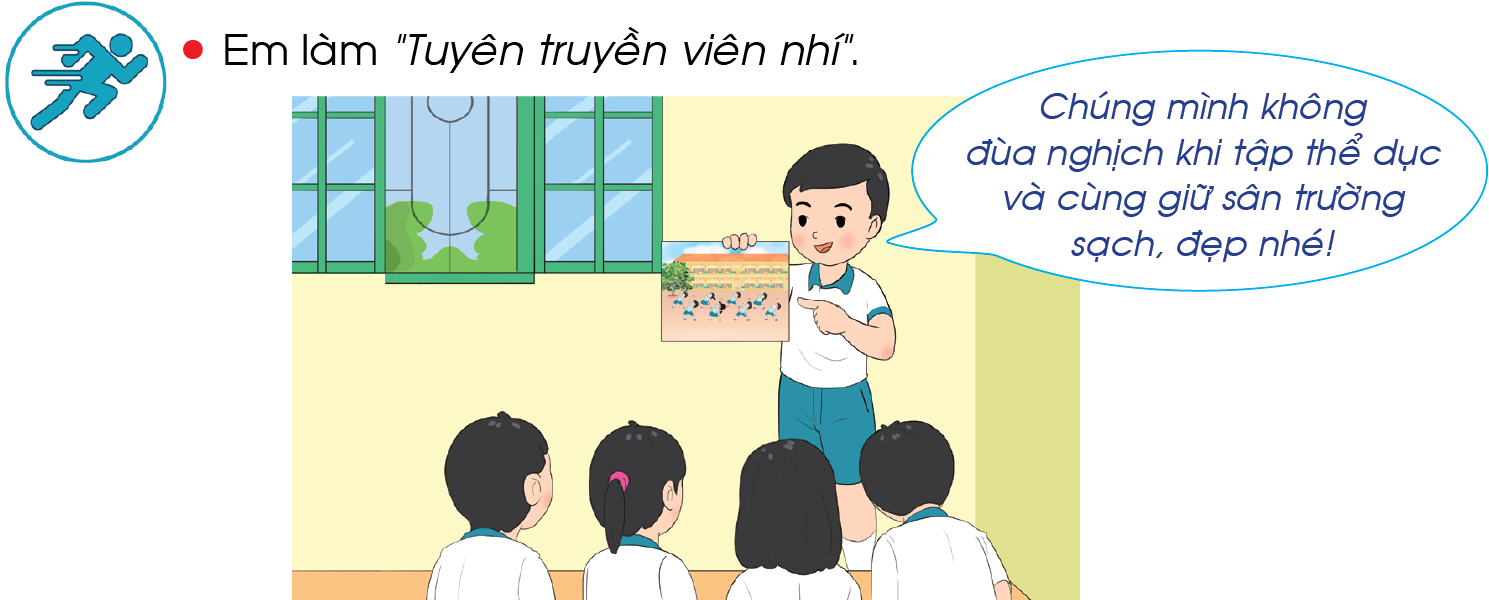 • Em làm "Tuyên truyền viên nhí".
Chúng mình không
đùa nghịch khi tập thể dục
và cùng giữ sân trường
sạch, đẹp nhé!